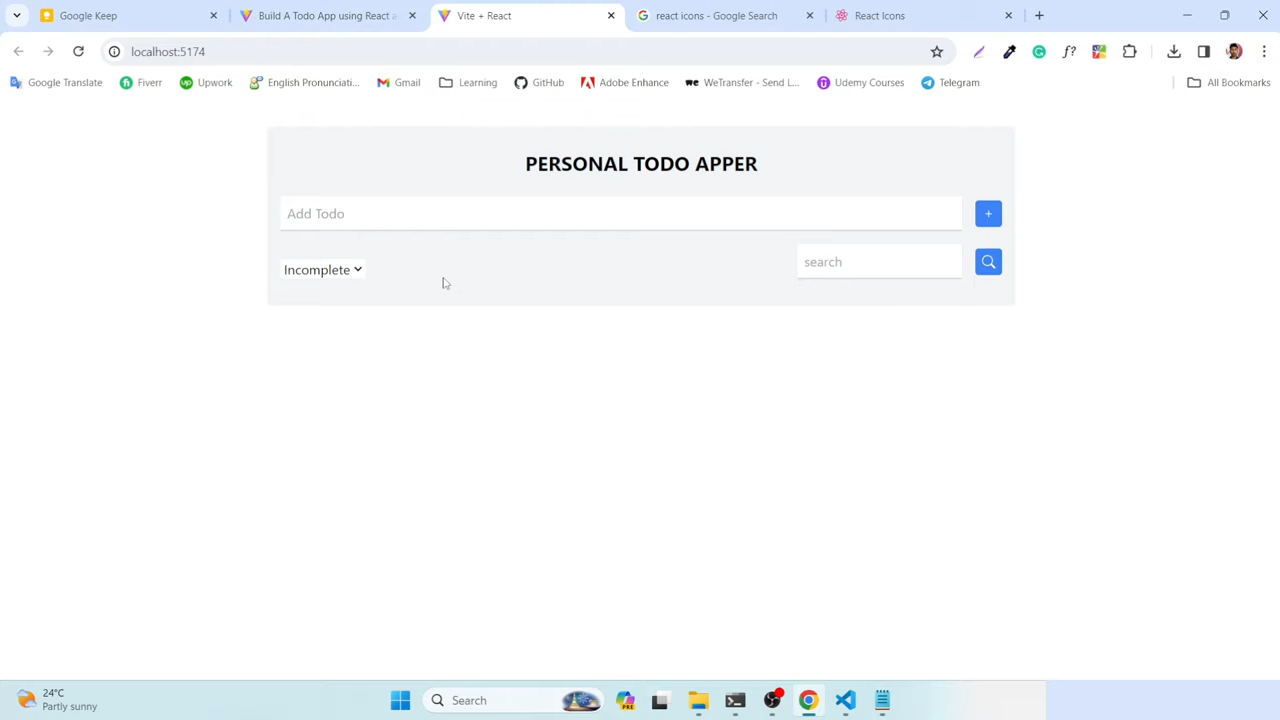 Google Keep
Build A Todo App using React a
Vite + React
react icons - Google Search
React Icons
localhost:5174
Google Translate
Fiverr
Upwork
English Pronunciati...
Gmail
Learning
GitHub
Adobe Enhance
WeTransfer - Send L...
Udemy Courses
Telegram
All Bookmarks
PERSONAL TODO APPER
Add Todo
+
Incomplete
search
24°C
Partly sunny
Search